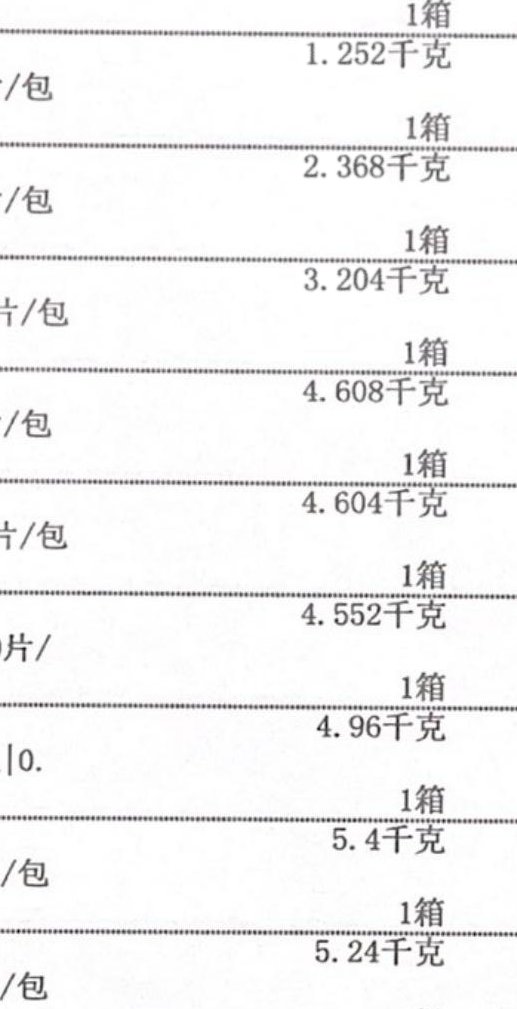 1箱
1.252千克
/包
1箱
2.368千克
/包
1箱
3.204千克
片/包
1箱
4.608千克
/包
1箱
4.604千克
片/包
1箱
4.552千克
片/
1箱
4.96千克
|0.
1箱
5.4千克
/包
1箱
5.24千克
/包